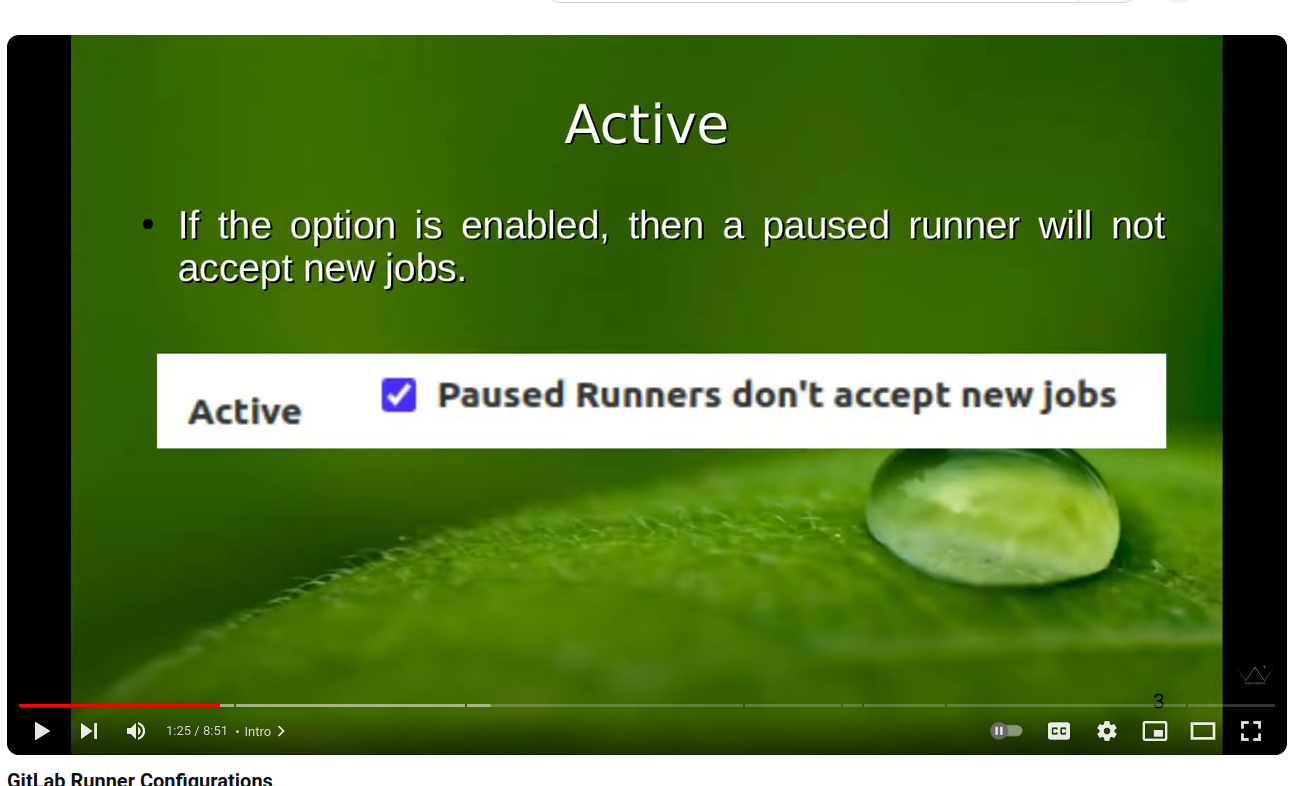 Active
• If the option is enabled, then a paused runner will not
accept new jobs.
Active Paused Runners don't accept new jobs
3
1:25 / 8:51 • Intro
CC
GitLab Runner Configurations